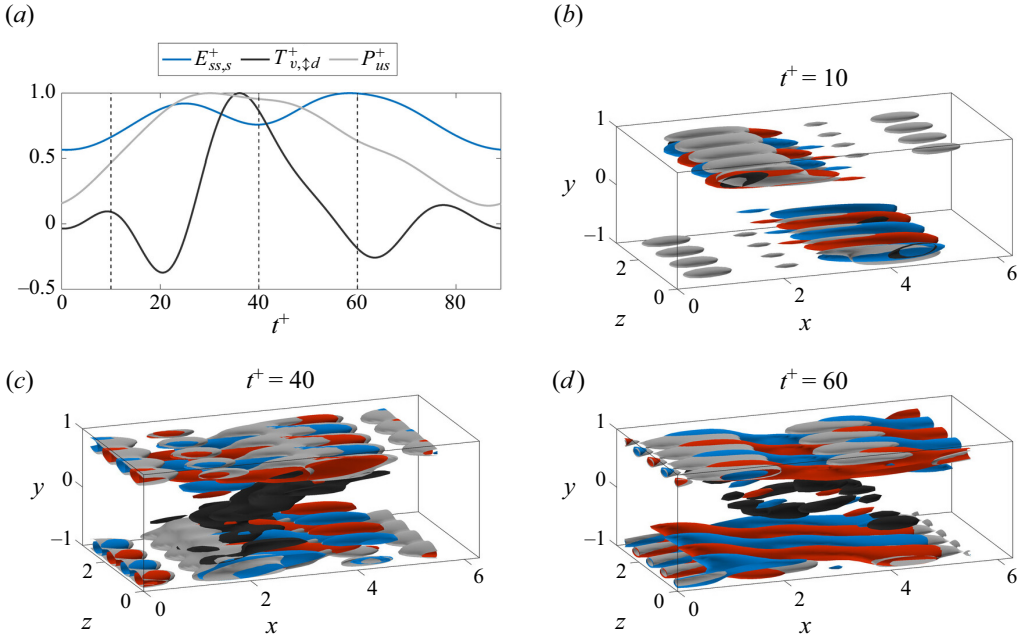 (a)
E⁺ss,s T⁺v,↕d P⁺us
1.0
0.5
0
−0.5
0 20 40 60 80
t⁺
(b)
t⁺ = 10
1
0
−1
y
2
0
z
0 2 4 6
x
(c)
t⁺ = 40
1
0
−1
y
2
0
z
0 2 4 6
x
(d)
t⁺ = 60
1
0
−1
y
2
0
z
0 2 4 6
x